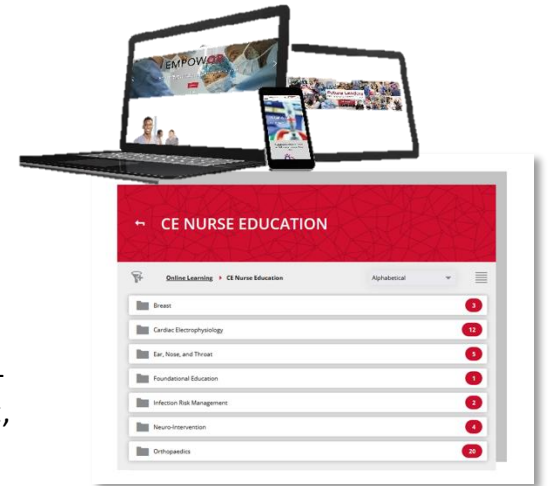 EMPOWOR
CE NURSE EDUCATION
Online Learning CE Nurse Education
Alphabetical
Breast 3
Cardiac Electrophysiology 12
Ear, Nose, and Throat 5
Foundational Education 1
Infection Risk Management 2
Neuro-Intervention 4
Orthopaedics 20